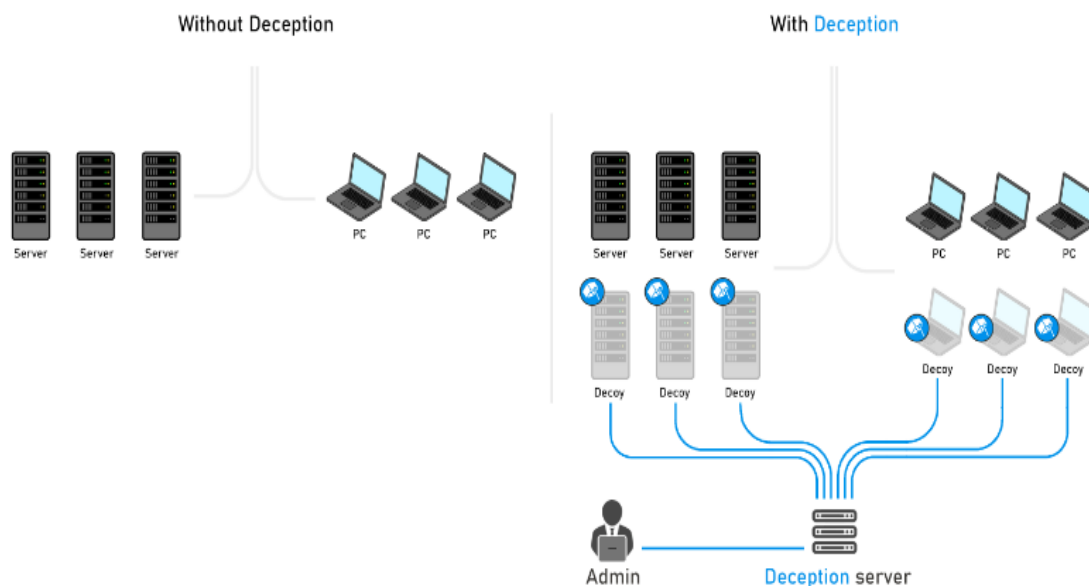 Without Deception
With Deception
Server Server Server
PC PC PC
Server Server Server
PC PC PC
Decoy Decoy Decoy
Decoy Decoy Decoy
Admin
Deception server